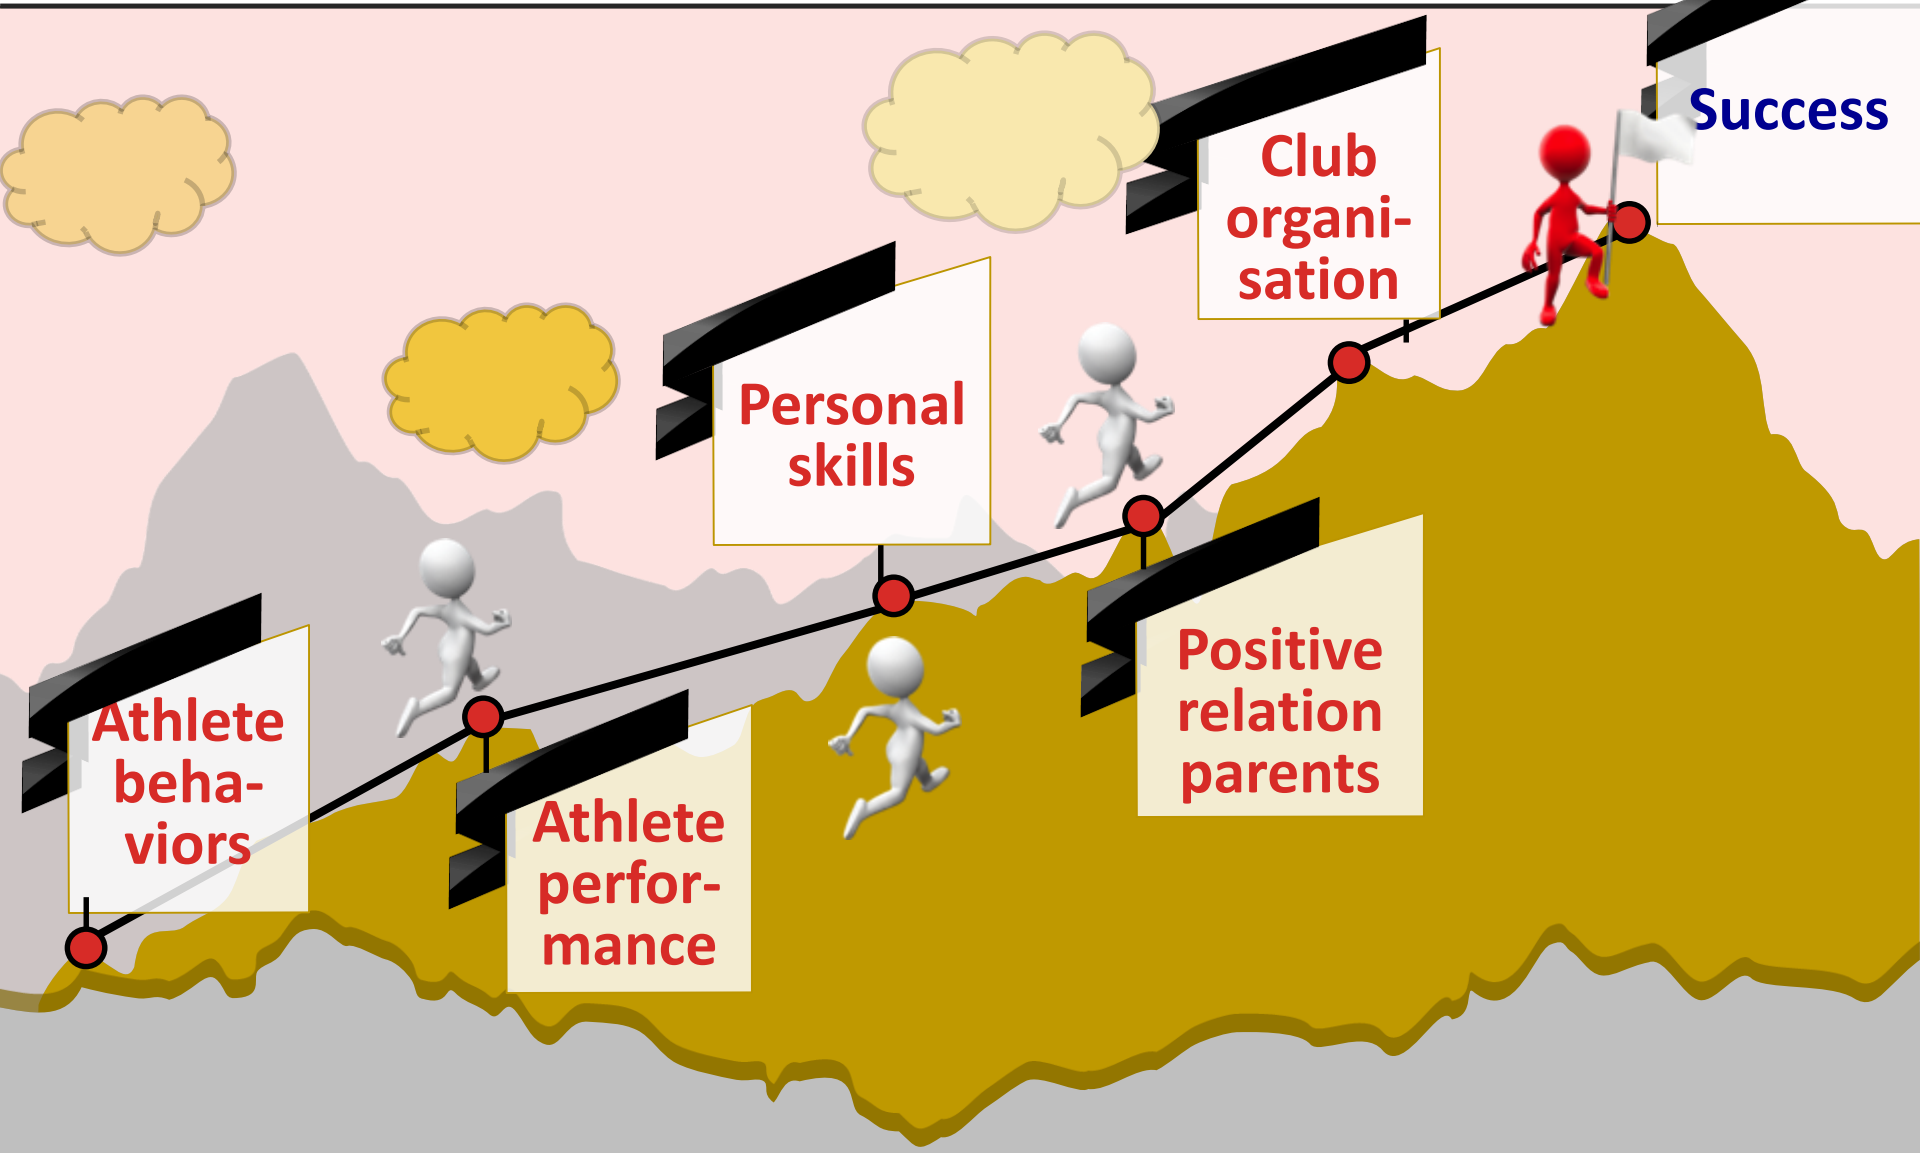 Athlete
beha-
viors
Athlete
perfor-
mance
Personal
skills
Positive
relation
parents
Club
organi-
sation
Success